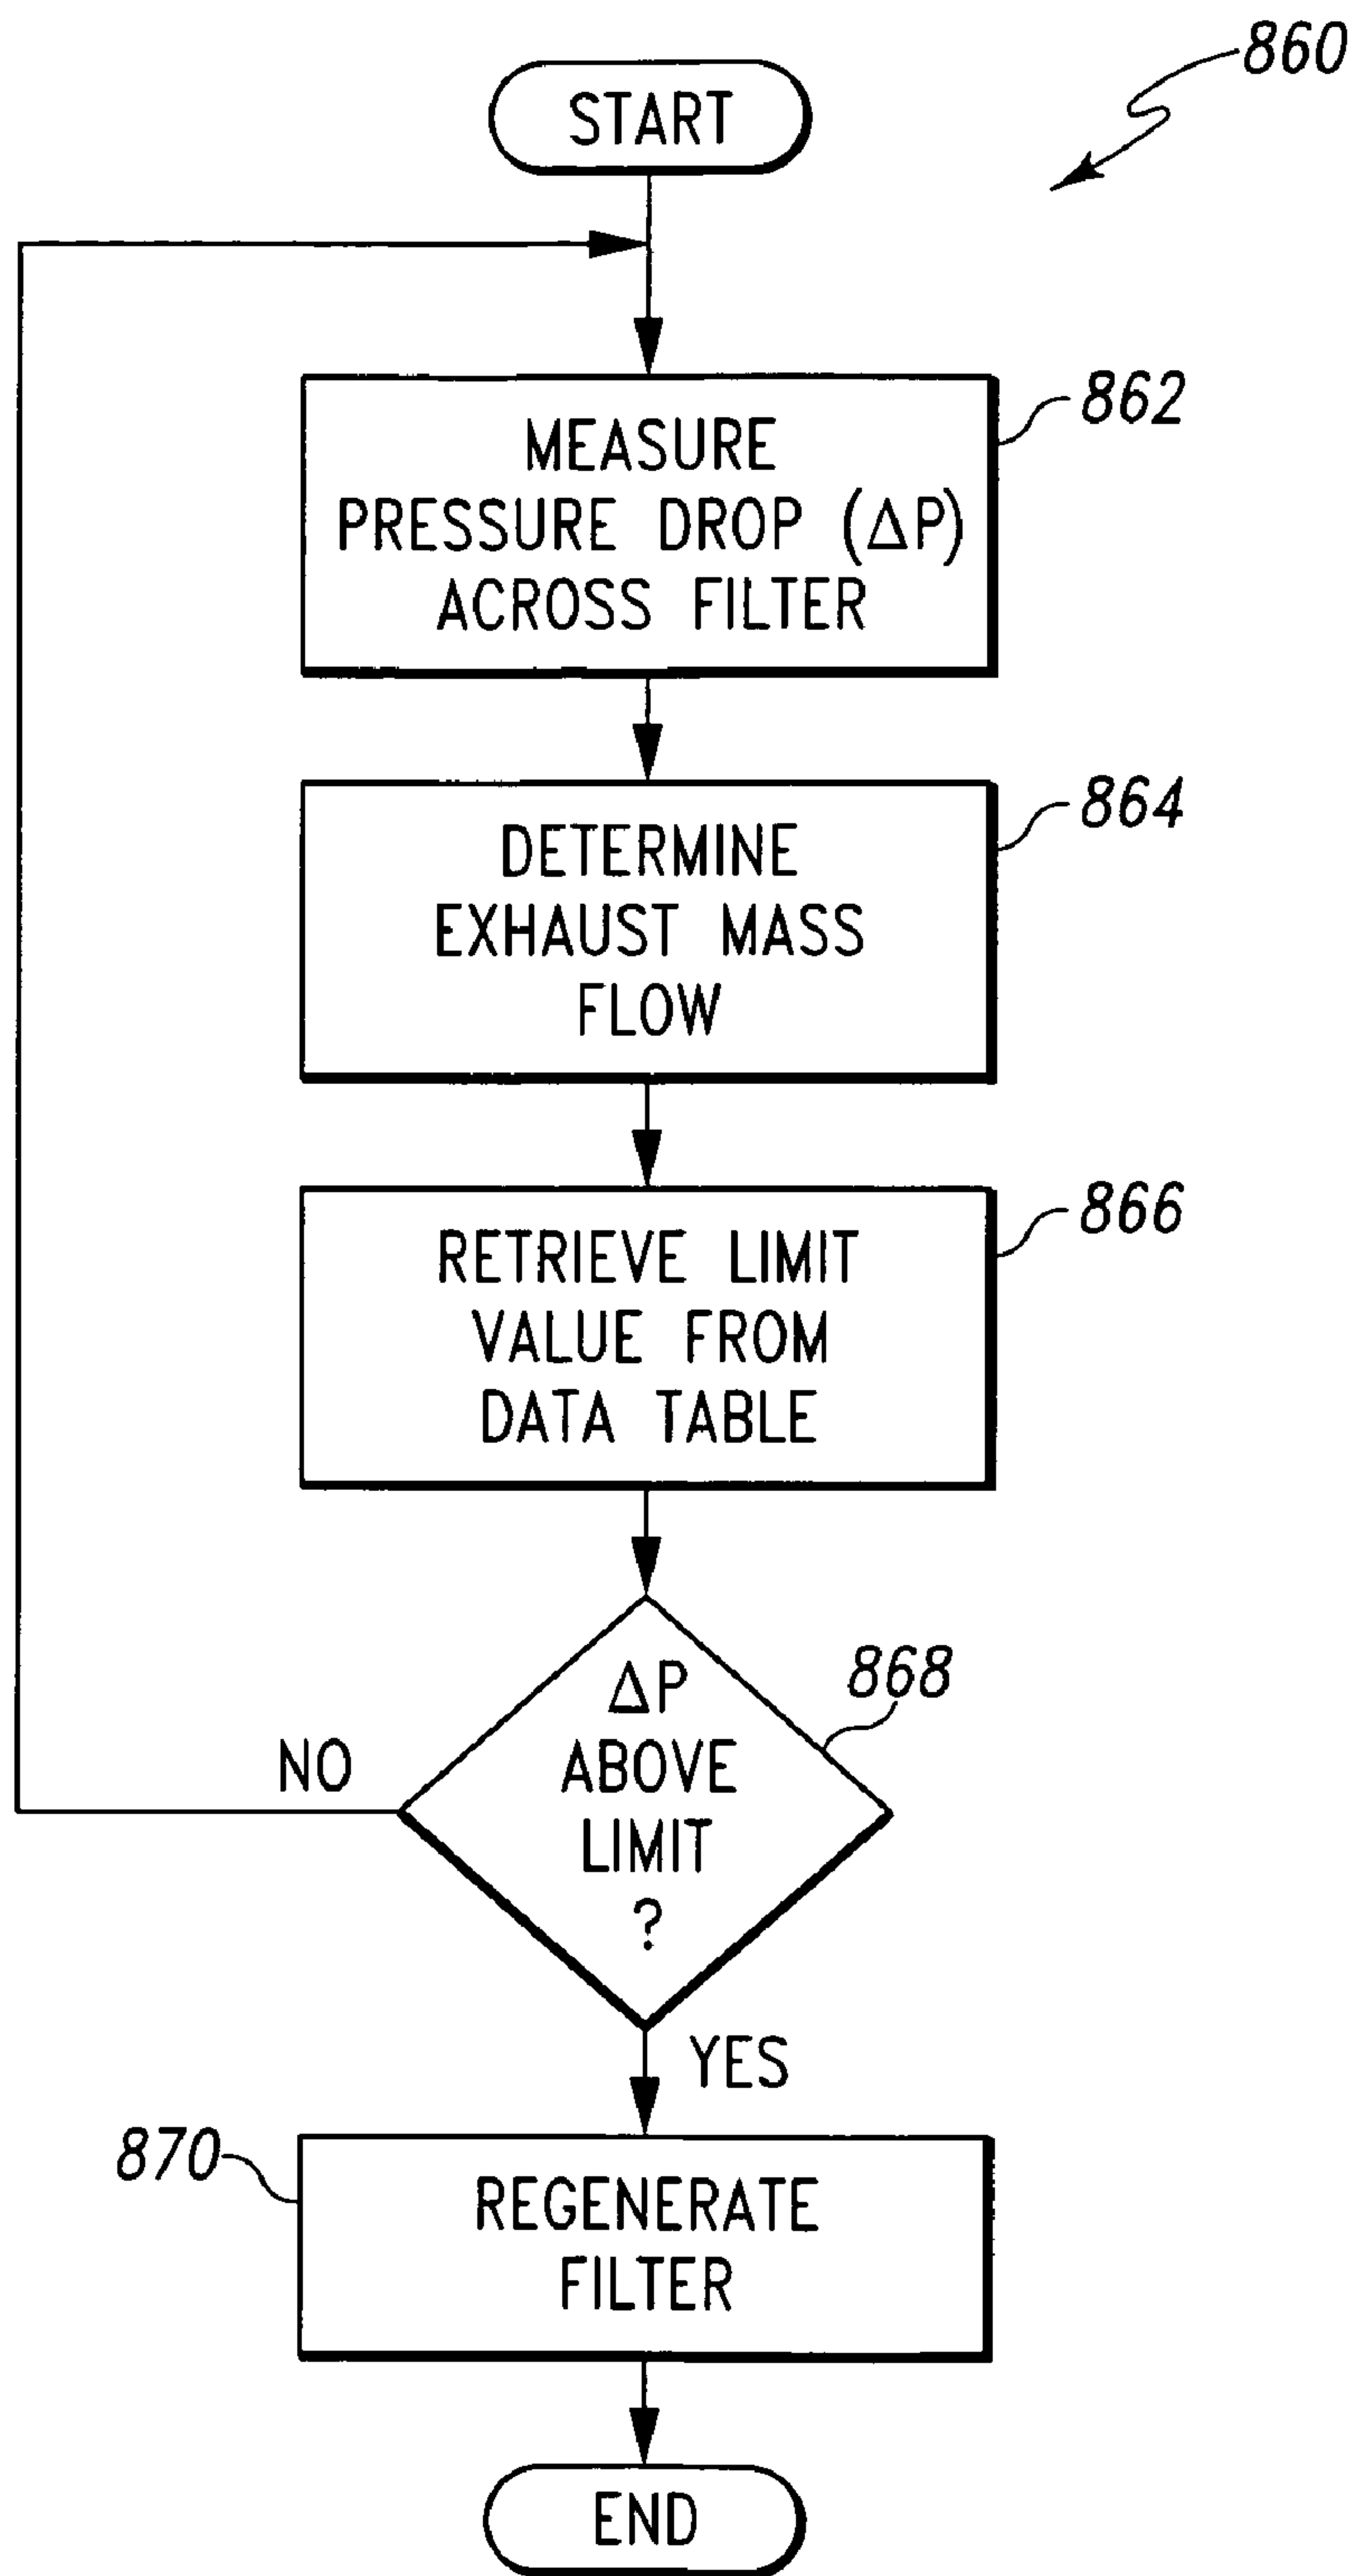 860
START
862
MEASURE
PRESSURE DROP (ΔP)
ACROSS FILTER
864
DETERMINE
EXHAUST MASS
FLOW
866
RETRIEVE LIMIT
VALUE FROM
DATA TABLE
868
ΔP
ABOVE
LIMIT
?
NO
YES
870
REGENERATE
FILTER
END